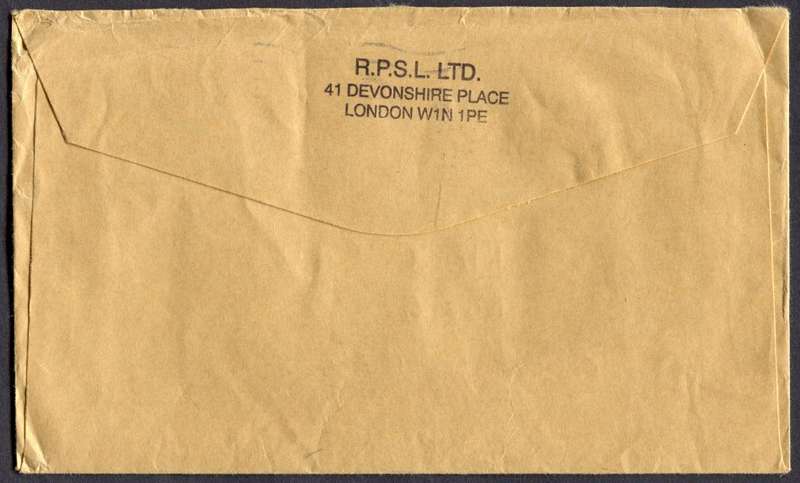 R.P.S.L. LTD.
41 DEVONSHIRE PLACE
LONDON W1N 1PE